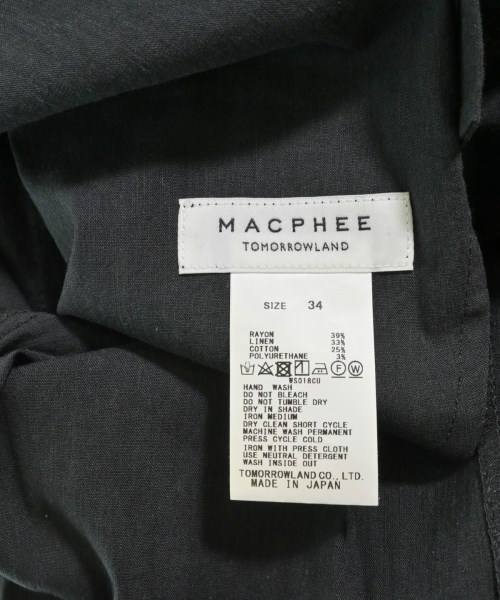 MACPHEE
TOMORROWLAND
SIZE 34
RAYON 39%
LINEN 33%
COTTON 25%
POLYURETHANE 3%
F W
WS018CU
HAND WASH
DO NOT BLEACH
DO NOT TUMBLE DRY
DRY IN SHADE
IRON MEDIUM
DRY CLEAN SHORT CYCLE
MACHINE WASH PERMANENT
PRESS CYCLE COLD
IRON WITH PRESS CLOTH
USE NEUTRAL DETERGENT
WASH INSIDE OUT
TOMORROWLAND CO., LTD.
MADE IN JAPAN